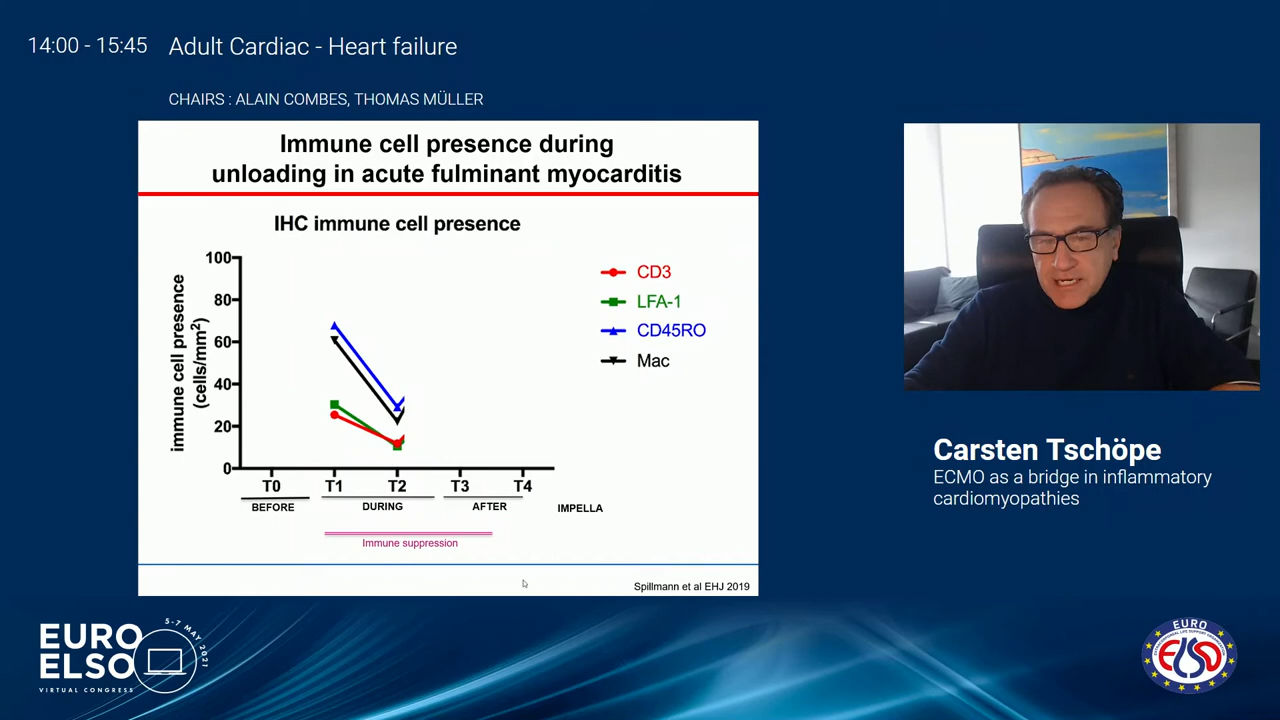 14:00 - 15:45 Adult Cardiac - Heart failure
CHAIRS : ALAIN COMBES, THOMAS MÜLLER
Immune cell presence during
unloading in acute fulminant myocarditis
IHC immune cell presence
immune cell presence
(cells/mm²)
100
80
60
40
20
0
T0 T1 T2 T3 T4
BEFORE DURING AFTER IMPELLA
Immune suppression
CD3
LFA-1
CD45RO
Mac
Spillmann et al EHJ 2019
Carsten Tschöpe
ECMO as a bridge in inflammatory
cardiomyopathies
EURO
ELSO
VIRTUAL CONGRESS
5-7 MAY 2021
EURO
ELSO